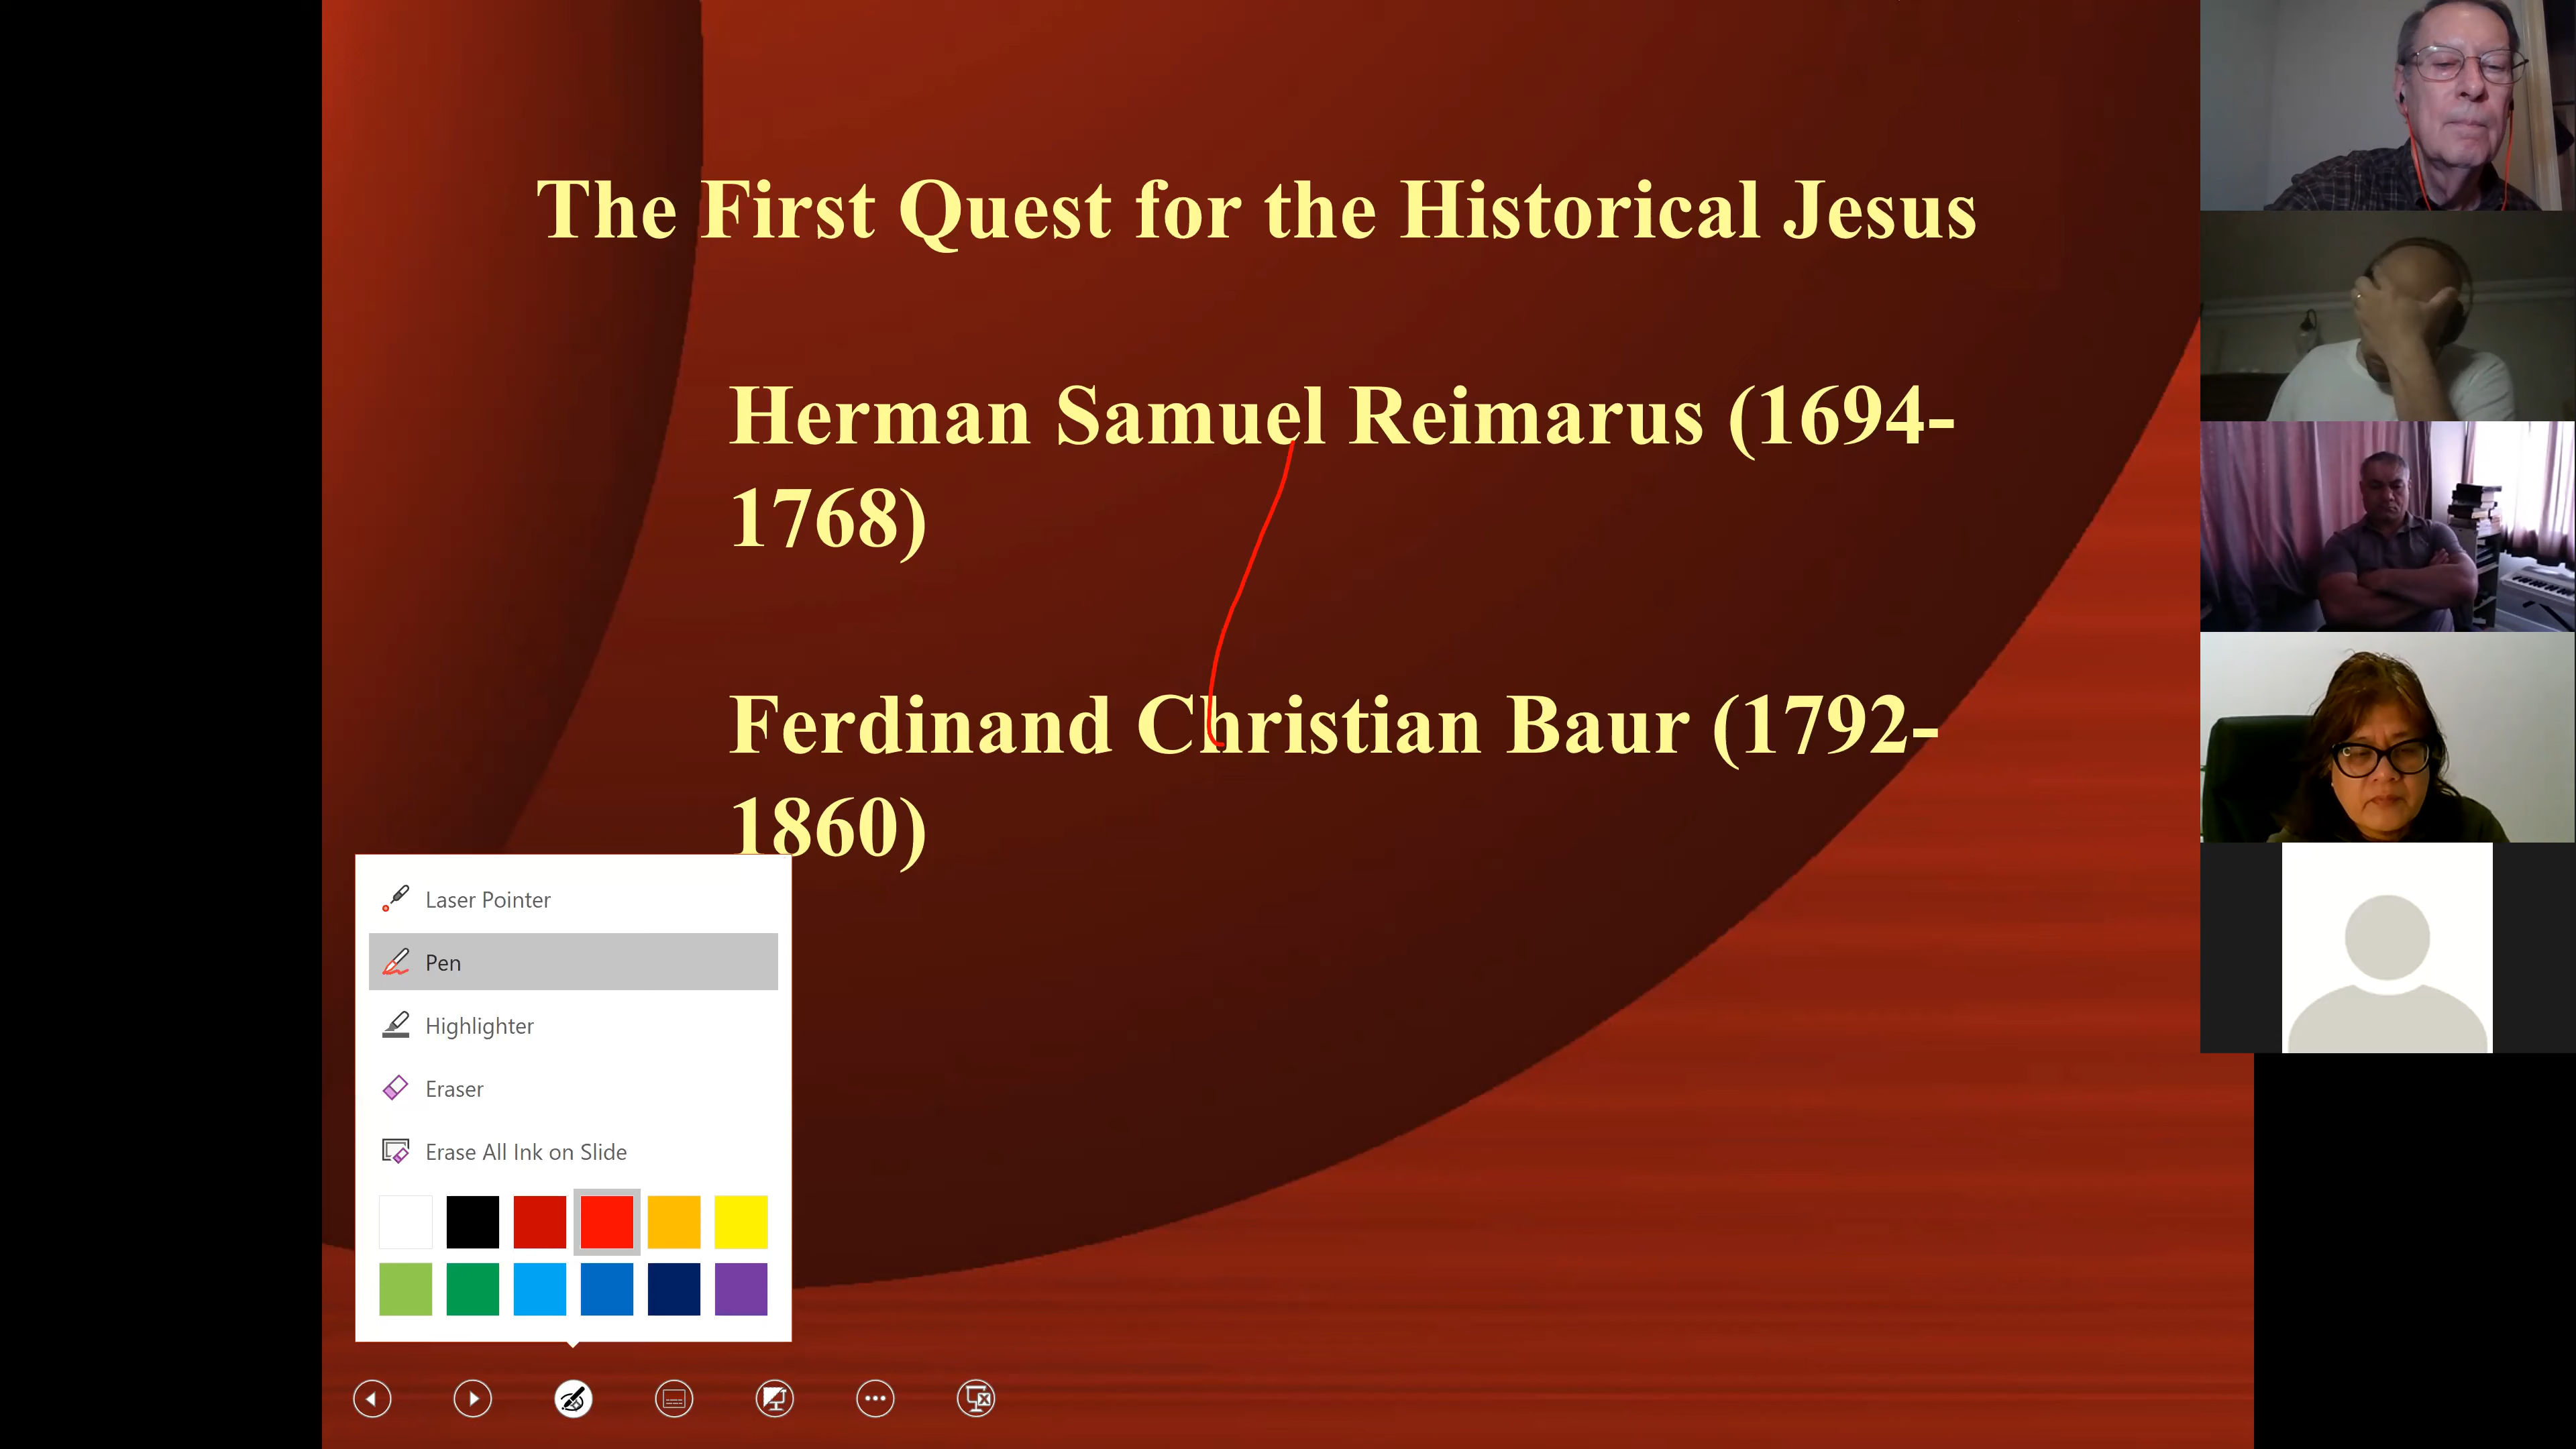 The First Quest for the Historical Jesus
Herman Samuel Reimarus (1694-
1768)
Ferdinand Christian Baur (1792-
1860)
Laser Pointer
Pen
Highlighter
Eraser
Erase All Ink on Slide